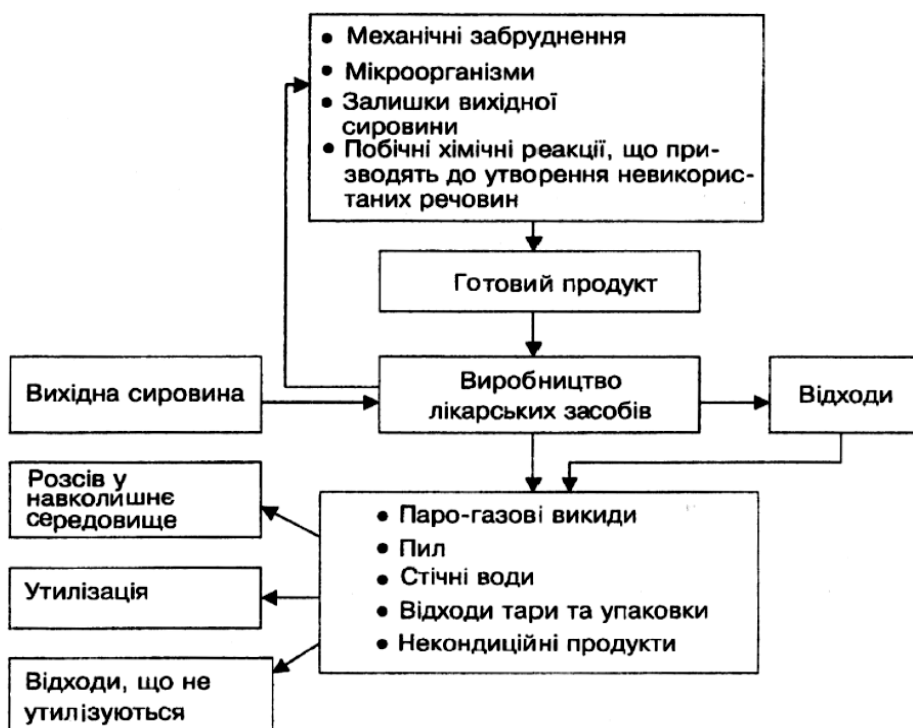 • Механічні забруднення
• Мікроорганізми
• Залишки вихідної
сировини
• Побічні хімічні реакції, що при-
зводять до утворення невикорис-
таних речовин
Готовий продукт
Вихідна сировина
Виробництво
лікарських засобів
Відходи
Розсів у
навколишнє
середовище
Утилізація
Відходи, що не
утилізуються
• Паро-газові викиди
• Пил
• Стічні води
• Відходи тари та упаковки
• Некондиційні продукти